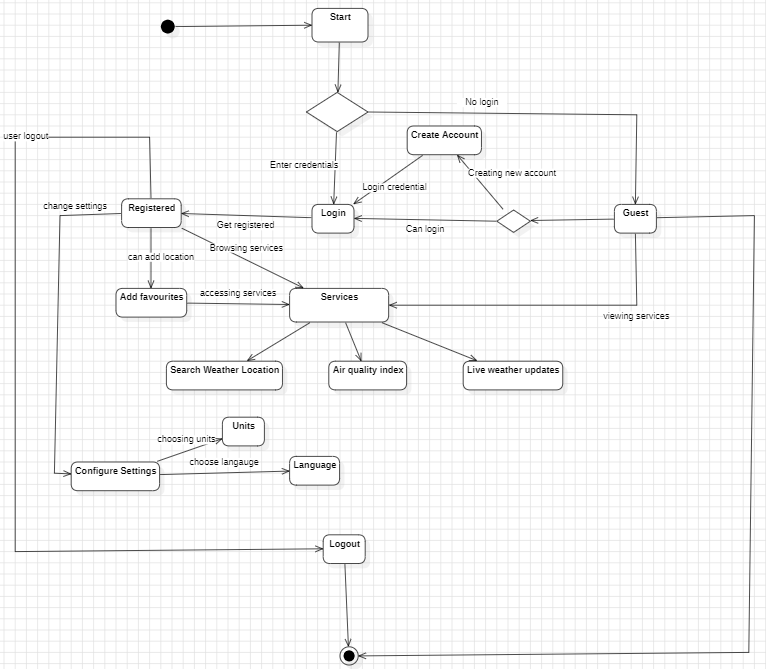 Start
No login
Create Account
user logout
Enter credentials
Creating new account
Login credential
change settings
Registered
Login
Guest
Get registered
Can login
Browsing services
can add location
Add favourites
accessing services
Services
viewing services
Search Weather Location
Air quality index
Live weather updates
Units
choosing units
choose langauge
Configure Settings
Language
Logout